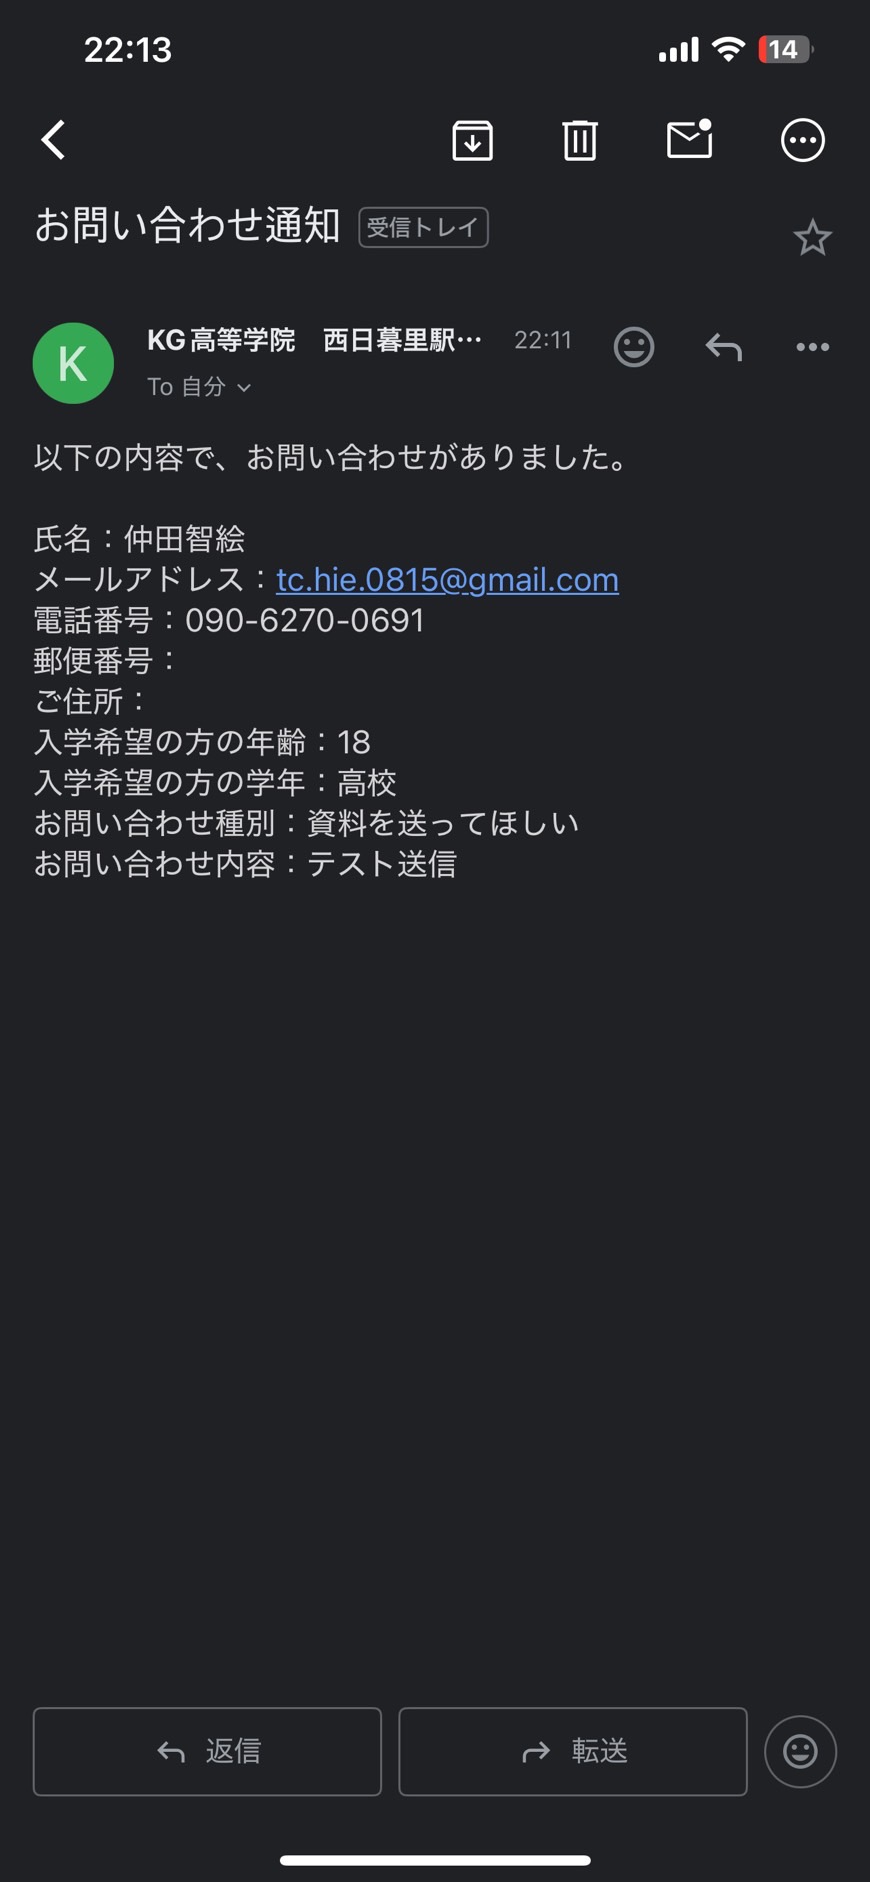 22:13
14
お問い合わせ通知 受信トレイ
K
KG高等学院　西日暮里駅… 22:11
To 自分
以下の内容で、お問い合わせがありました。
氏名：仲田智絵
メールアドレス：tc.hie.0815@gmail.com
電話番号：090-6270-0691
郵便番号：
ご住所：
入学希望の方の年齢：18
入学希望の方の学年：高校
お問い合わせ種別：資料を送ってほしい
お問い合わせ内容：テスト送信
返信 転送